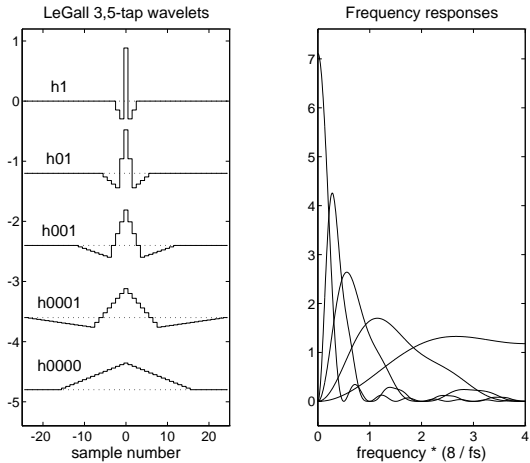 LeGall 3,5-tap wavelets
1
0
-1
-2
-3
-4
-5
h1
h01
h001
h0001
h0000
-20
-10
0
10
20
sample number
Frequency responses
7
6
5
4
3
2
1
0
0
1
2
3
4
frequency * (8 / fs)